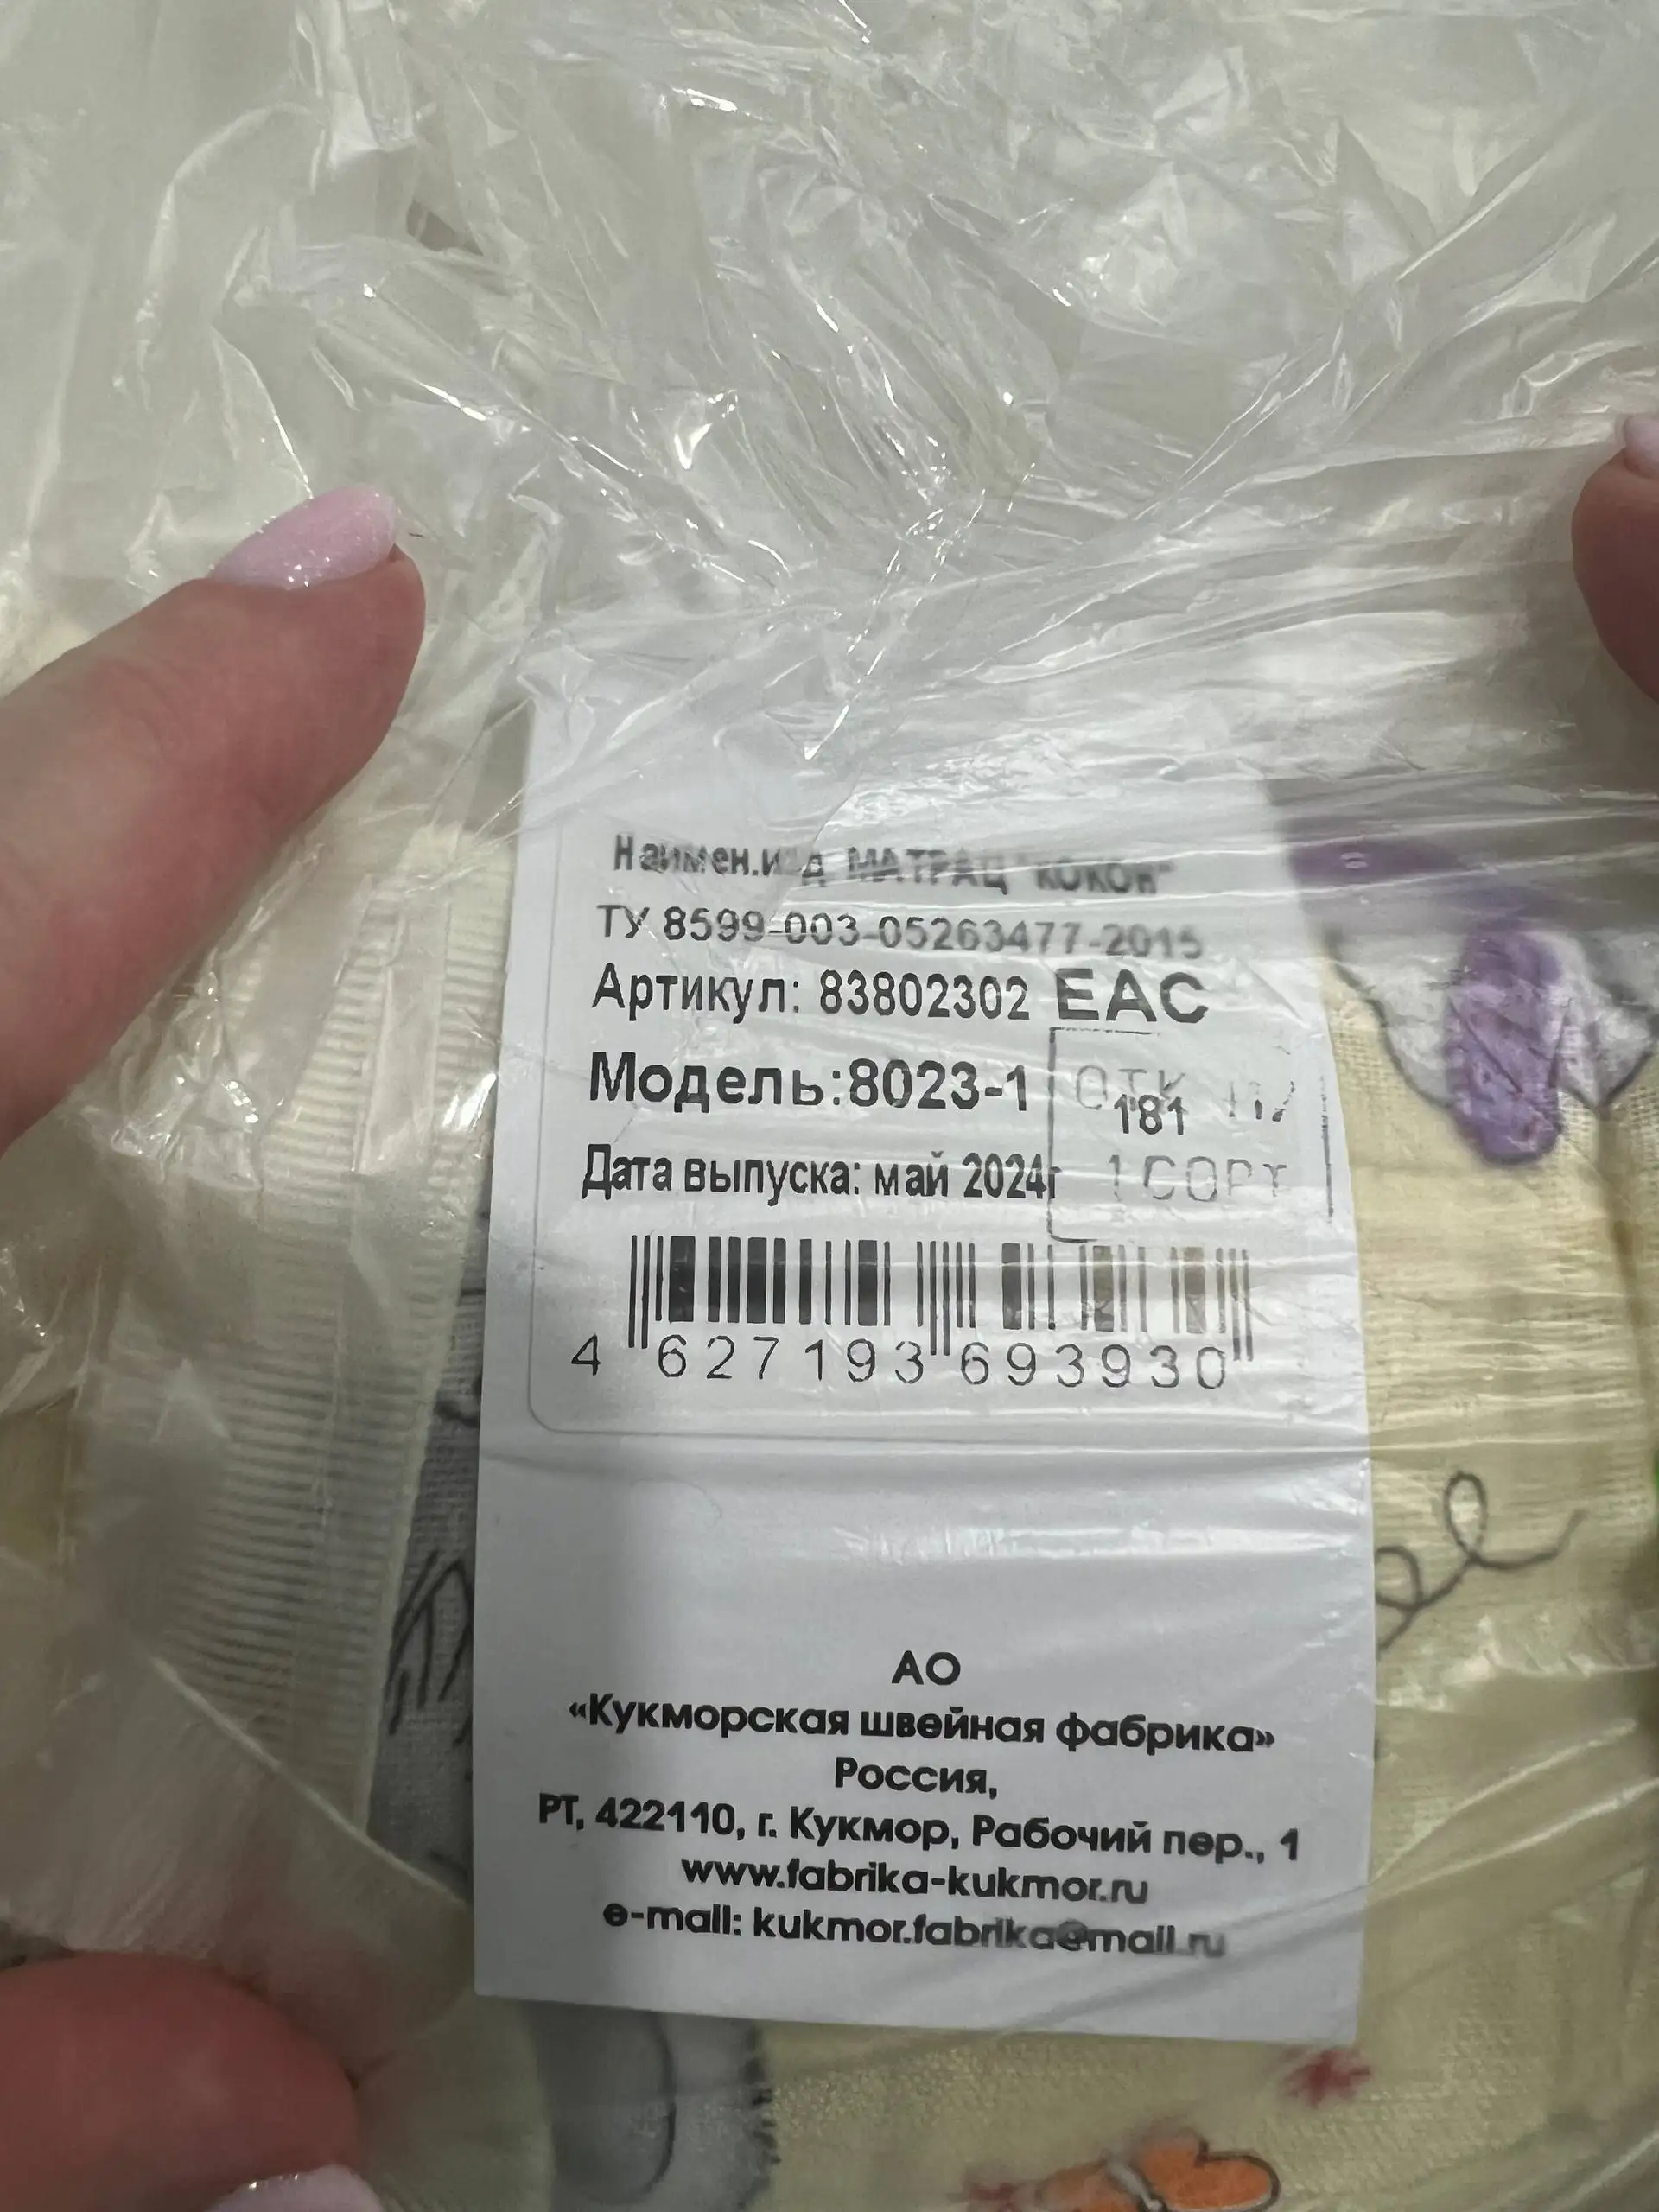 Наимен.изд МАТРАЦ "КОКОН"
ТУ 8599-003-05263477-2015
Артикул: 83802302 EAC
Модель:8023-1
ОТК
181
Дата выпуска: май 2024г
1 СОРТ
4 627193 693930
АО
«Кукморская швейная фабрика»
Россия,
РТ, 422110, г. Кукмор, Рабочий пер., 1
www.fabrika-kukmor.ru
e-mail: kukmor.fabrika@mail.ru